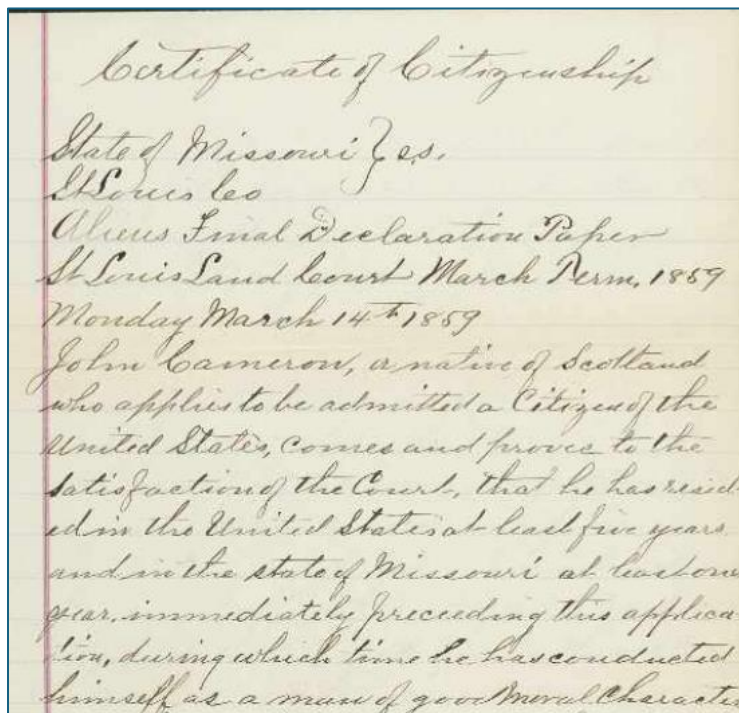 Certificate of Citizenship
State of Missouri } s.s.
St Louis Co
Aliens Final Declaration Paper
St Louis Land Court March Term, 1859
Monday March 14th 1859
John Cameron, a native of Scotland
who applies to be admitted a Citizen of the
United States, comes and proves to the
satisfaction of the Court, that he has resid-
ed in the United States at least five years
and in the state of Missouri at least one
year, immediately preceeding this applica-
tion, during which time he has conducted
himself as a man of good moral character